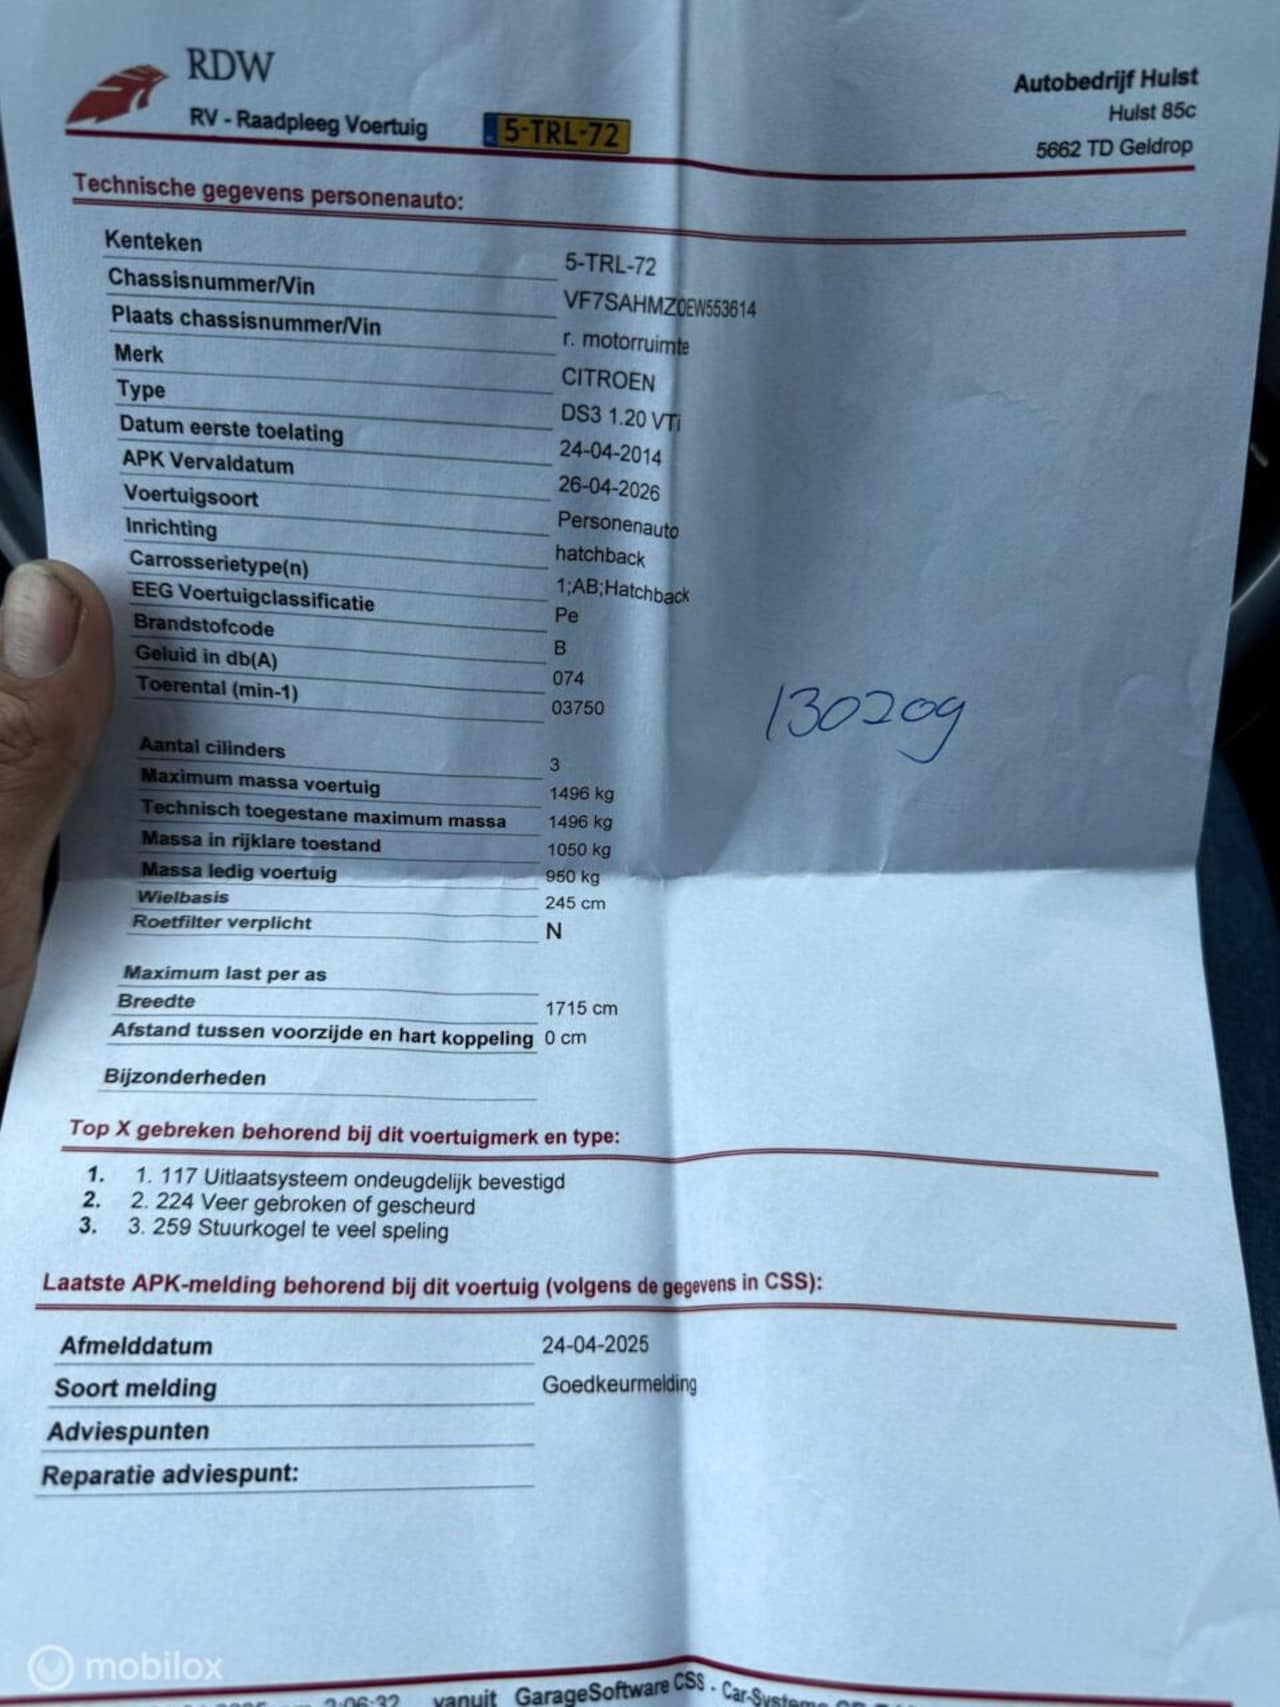 RDW
RV - Raadpleeg Voertuig
5-TRL-72
Autobedrijf Hulst
Hulst 85c
5662 TD Geldrop
Technische gegevens personenauto:
Kenteken 5-TRL-72
Chassisnummer/Vin VF7SAHMZ0EW553614
Plaats chassisnummer/Vin r. motorruimte
Merk CITROEN
Type DS3 1.20 VTi
Datum eerste toelating 24-04-2014
APK Vervaldatum 26-04-2026
Voertuigsoort Personenauto
Inrichting hatchback
Carrosserietype(n) 1;AB;Hatchback
EEG Voertuigclassificatie Pe
Brandstofcode B
Geluid in db(A) 074
Toerental (min-1) 03750
130209
Aantal cilinders 3
Maximum massa voertuig 1496 kg
Technisch toegestane maximum massa 1496 kg
Massa in rijklare toestand 1050 kg
Massa ledig voertuig 950 kg
Wielbasis 245 cm
Roetfilter verplicht N
Maximum last per as
Breedte 1715 cm
Afstand tussen voorzijde en hart koppeling 0 cm
Bijzonderheden
Top X gebreken behorend bij dit voertuigmerk en type:
1. 1. 117 Uitlaatsysteem ondeugdelijk bevestigd
2. 2. 224 Veer gebroken of gescheurd
3. 3. 259 Stuurkogel te veel speling
Laatste APK-melding behorend bij dit voertuig (volgens de gegevens in CSS):
Afmelddatum 24-04-2025
Soort melding Goedkeurmelding
Adviespunten
Reparatie adviespunt:
mobilox
vanuit GarageSoftware CSS - Car-Systems